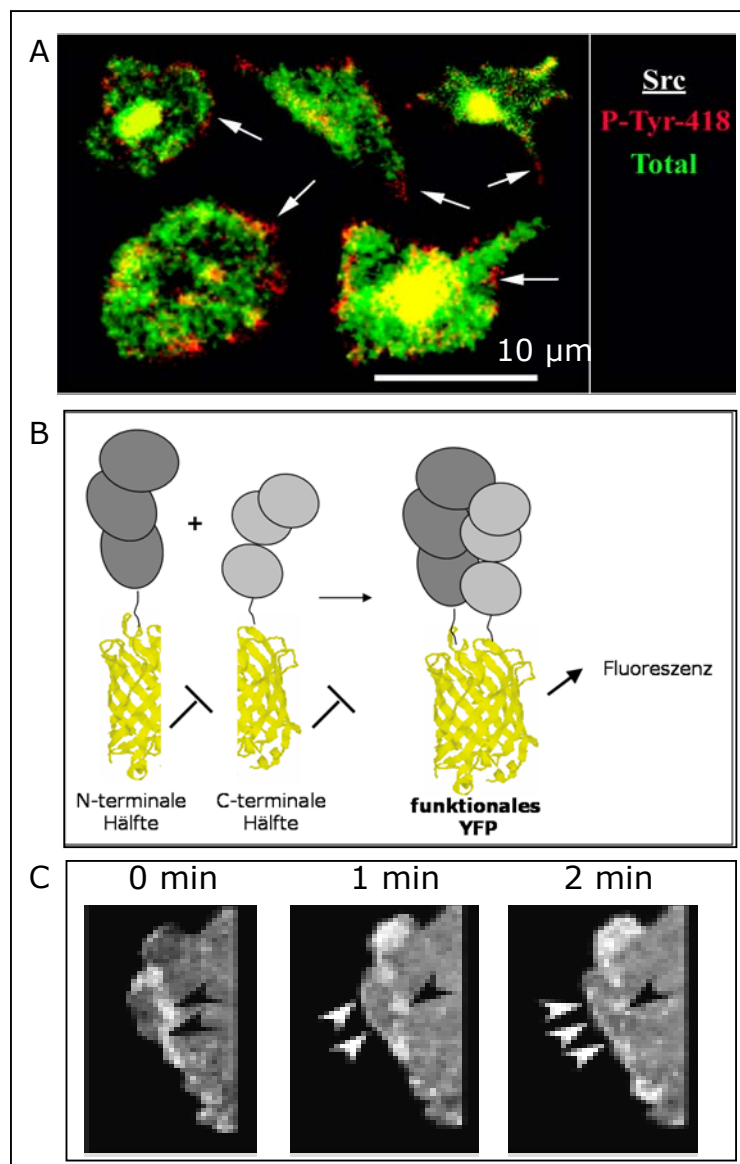 A
Src
P-Tyr-418
Total
10 µm
B
+
Fluoreszenz
N-terminale
Hälfte
C-terminale
Hälfte
funktionales
YFP
C
0 min
1 min
2 min